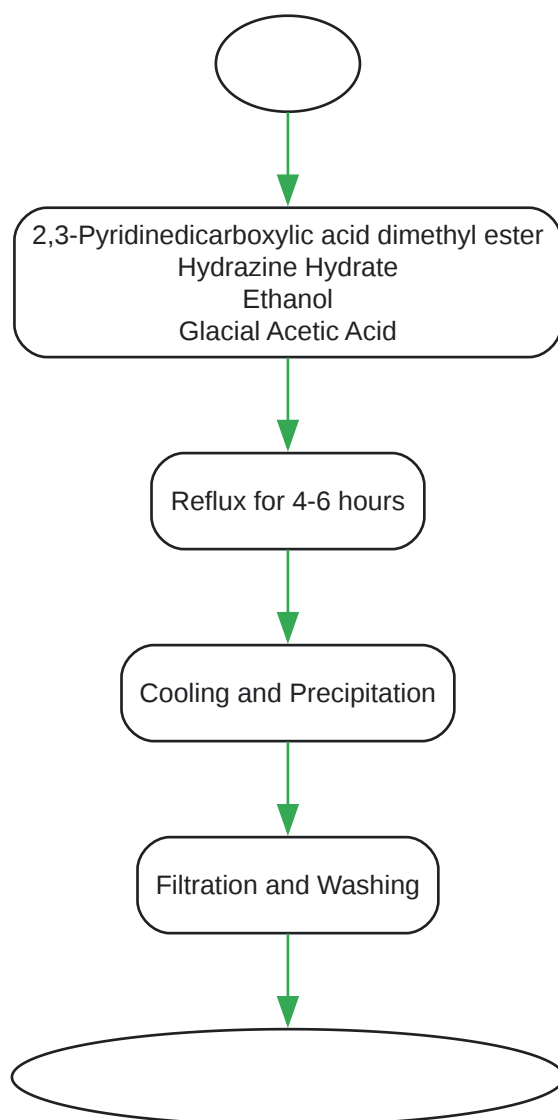 2,3-Pyridinedicarboxylic acid dimethyl ester
Hydrazine Hydrate
Ethanol
Glacial Acetic Acid
Reflux for 4-6 hours
Cooling and Precipitation
Filtration and Washing